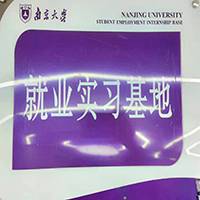 南京大学
NANJING UNIVERSITY
STUDENT EMPLOYMENT INTERNSHIP BASE
就业实习基地